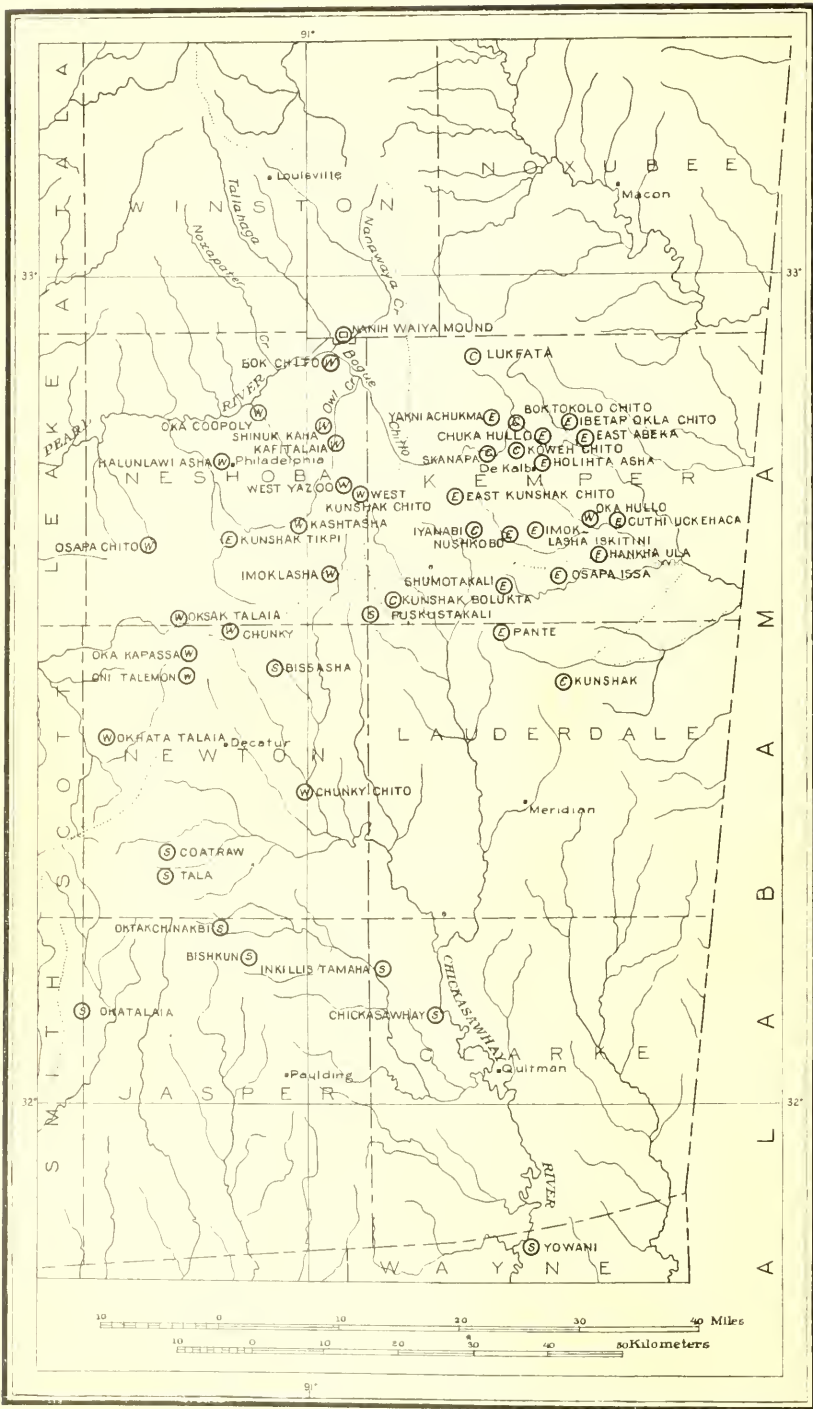 91°
Louisville
NOXUBEE
Macon
ATTALA
WINSTON
Tallahaga
Noxapater
Cr.
Nanawaya Cr.
33°
33°
NANIH WAIYA MOUND
BOK CHITO W
Bogue
Chitto
Owl Cr.
C LUKFATA
LEAKE
PEARL
RIVER
OKA COOPOLY W
SHINUK KAHA W
KAFITALAIA W
HALUNLAWI ASHA W
Philadelphia
YAKNI ACHUKMA E
BOKTOKOLO CHITO
E IBETAP OKLA CHITO
CHUKA HULLO E
E EAST ABEKA
SKANAPA
C KOWEH CHITO
De Kalb
E HOLIHTA ASHA
NESHOBA
KEMPER
WEST YAZOO W
W WEST
KUNSHAK CHITO
E EAST KUNSHAK CHITO
OKA HULLO
W
E CUTHI UCKEHACA
W KASHTASHA
IYANABI C
NUSHKOBO E
E IMOK-
LASHA ISKITINI
OSAPA CHITO W
E KUNSHAK TIKPI
E HANKHA ULA
IMOKLASHA W
SHUMOTAKALI E
E OSAPA ISSA
C KUNSHAK BOLUKTA
W OKSAK TALAIA
S PUSKUSTAKALI
W CHUNKY
E PANTE
OKA KAPASSA W
ONI TALEMON W
S BISSASHA
E KUNSHAK
W OKHATA TALAIA
Decatur
NEWTON
LAUDERDALE
SCOTT
W CHUNKY CHITO
Meridian
S COATRAW
S TALA
OKTAKCHINAKBI S
BISHKUN S
INKILLIS TAMAHA S
S OKATALAIA
CHICKASAWHAY S
CHICKASAWHAY
RIVER
CLARKE
Quitman
Paulding
JASPER
SMITH
32°
32°
ALABAMA
S YOWANI
WAYNE
10 0 10 20 30 40 Miles
10 0 10 20 30 40 50 Kilometers
91°